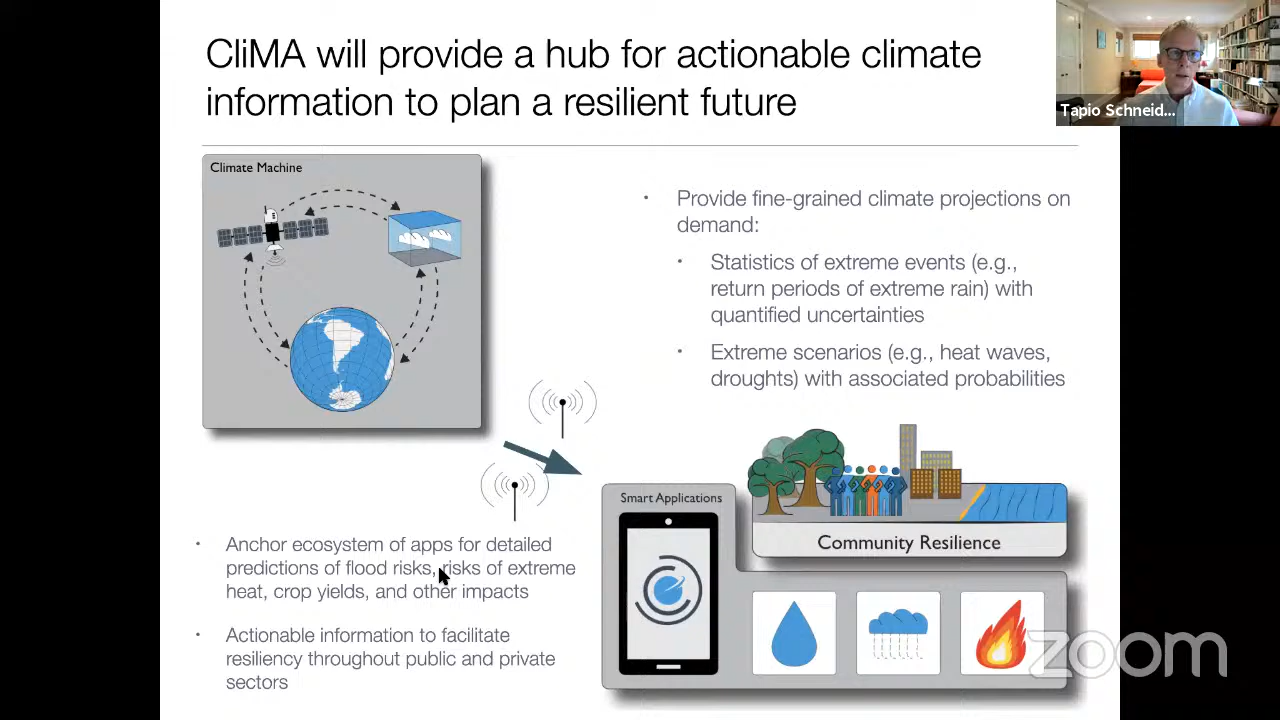 CliMA will provide a hub for actionable climate
information to plan a resilient future
Tapio Schneid...
Climate Machine
• Provide fine-grained climate projections on
demand:
• Statistics of extreme events (e.g.,
return periods of extreme rain) with
quantified uncertainties
• Extreme scenarios (e.g., heat waves,
droughts) with associated probabilities
Smart Applications
Community Resilience
• Anchor ecosystem of apps for detailed
predictions of flood risks, risks of extreme
heat, crop yields, and other impacts
• Actionable information to facilitate
resiliency throughout public and private
sectors
zoom